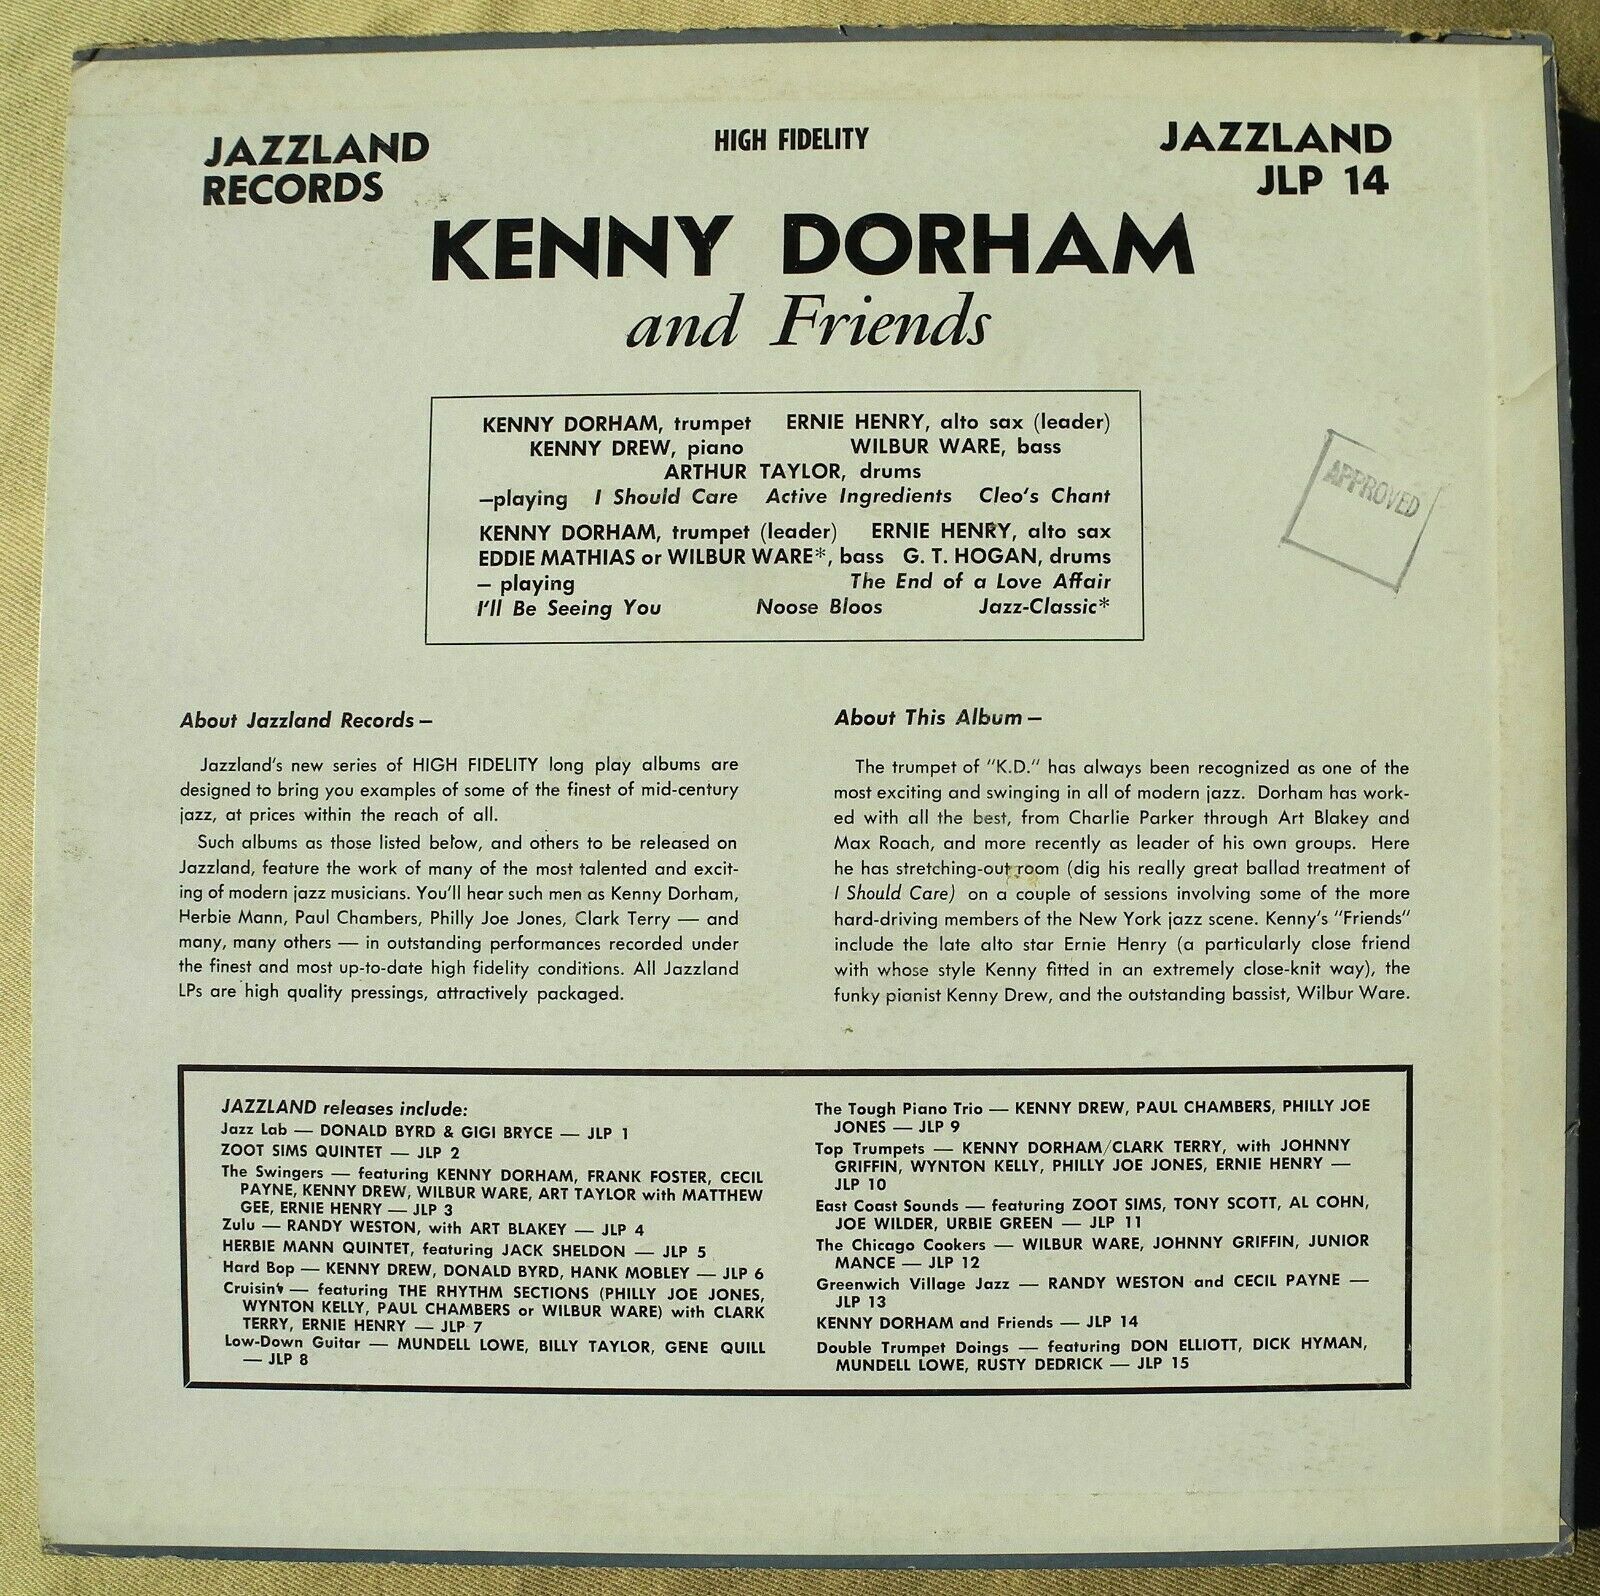 JAZZLAND
RECORDS
HIGH FIDELITY
JAZZLAND
JLP 14
KENNY DORHAM
and Friends
KENNY DORHAM, trumpet ERNIE HENRY, alto sax (leader)
KENNY DREW, piano WILBUR WARE, bass
ARTHUR TAYLOR, drums
—playing I Should Care Active Ingredients Cleo's Chant
KENNY DORHAM, trumpet (leader) ERNIE HENRY, alto sax
EDDIE MATHIAS or WILBUR WARE*, bass G. T. HOGAN, drums
— playing The End of a Love Affair
I'll Be Seeing You Noose Bloos Jazz-Classic*
APPROVED
About Jazzland Records —
Jazzland's new series of HIGH FIDELITY long play albums are
designed to bring you examples of some of the finest of mid-century
jazz, at prices within the reach of all.
Such albums as those listed below, and others to be released on
Jazzland, feature the work of many of the most talented and excit-
ing of modern jazz musicians. You'll hear such men as Kenny Dorham,
Herbie Mann, Paul Chambers, Philly Joe Jones, Clark Terry — and
many, many others — in outstanding performances recorded under
the finest and most up-to-date high fidelity conditions. All Jazzland
LPs are high quality pressings, attractively packaged.
About This Album —
The trumpet of "K.D." has always been recognized as one of the
most exciting and swinging in all of modern jazz. Dorham has work-
ed with all the best, from Charlie Parker through Art Blakey and
Max Roach, and more recently as leader of his own groups. Here
he has stretching-out room (dig his really great ballad treatment of
I Should Care) on a couple of sessions involving some of the more
hard-driving members of the New York jazz scene. Kenny's "Friends"
include the late alto star Ernie Henry (a particularly close friend
with whose style Kenny fitted in an extremely close-knit way), the
funky pianist Kenny Drew, and the outstanding bassist, Wilbur Ware.
JAZZLAND releases include:
Jazz Lab — DONALD BYRD & GIGI BRYCE — JLP 1
ZOOT SIMS QUINTET — JLP 2
The Swingers — featuring KENNY DORHAM, FRANK FOSTER, CECIL
PAYNE, KENNY DREW, WILBUR WARE, ART TAYLOR with MATTHEW
GEE, ERNIE HENRY — JLP 3
Zulu — RANDY WESTON, with ART BLAKEY — JLP 4
HERBIE MANN QUINTET, featuring JACK SHELDON — JLP 5
Hard Bop — KENNY DREW, DONALD BYRD, HANK MOBLEY — JLP 6
Cruisin' — featuring THE RHYTHM SECTIONS (PHILLY JOE JONES,
WYNTON KELLY, PAUL CHAMBERS or WILBUR WARE) with CLARK
TERRY, ERNIE HENRY — JLP 7
Low-Down Guitar — MUNDELL LOWE, BILLY TAYLOR, GENE QUILL
— JLP 8
The Tough Piano Trio — KENNY DREW, PAUL CHAMBERS, PHILLY JOE
JONES — JLP 9
Top Trumpets — KENNY DORHAM/CLARK TERRY, with JOHNNY
GRIFFIN, WYNTON KELLY, PHILLY JOE JONES, ERNIE HENRY —
JLP 10
East Coast Sounds — featuring ZOOT SIMS, TONY SCOTT, AL COHN,
JOE WILDER, URBIE GREEN — JLP 11
The Chicago Cookers — WILBUR WARE, JOHNNY GRIFFIN, JUNIOR
MANCE — JLP 12
Greenwich Village Jazz — RANDY WESTON and CECIL PAYNE —
JLP 13
KENNY DORHAM and Friends — JLP 14
Double Trumpet Doings — featuring DON ELLIOTT, DICK HYMAN,
MUNDELL LOWE, RUSTY DEDRICK — JLP 15